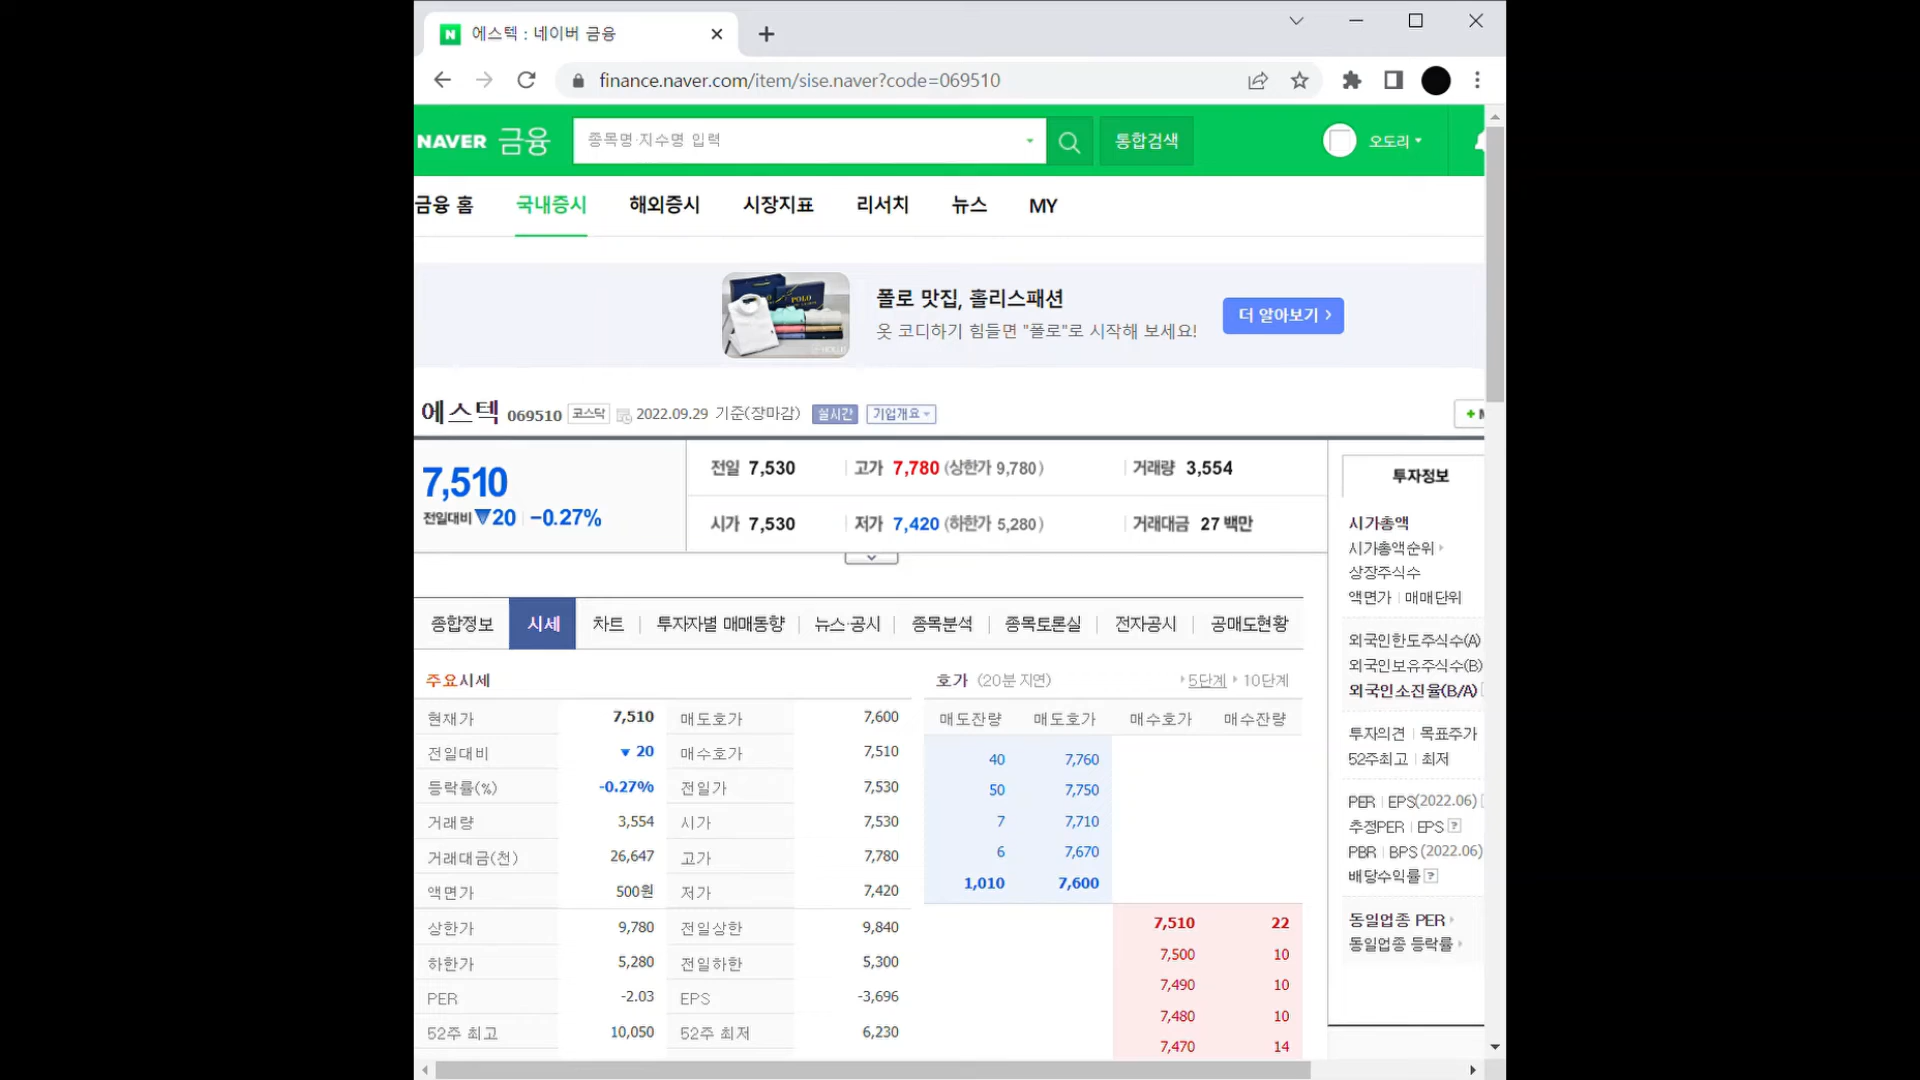 에스텍 : 네이버 금융
finance.naver.com/item/sise.naver?code=069510
NAVER 금융
종목명·지수명 입력
통합검색
오도리
금융 홈 국내증시 해외증시 시장지표 리서치 뉴스 MY
POLO
폴로 맛집, 홀리스패션
옷 코디하기 힘들면 "폴로"로 시작해 보세요!
더 알아보기 >
에스텍 069510 코스닥 2022.09.29 기준(장마감) 실시간 기업개요
7,510
전일대비 ▼20 -0.27%
전일 7,530 고가 7,780 (상한가 9,780) 거래량 3,554
시가 7,530 저가 7,420 (하한가 5,280) 거래대금 27 백만
종합정보 시세 차트 투자자별 매매동향 뉴스·공시 종목분석 종목토론실 전자공시 공매도현황
주요시세
현재가 7,510 매도호가 7,600
전일대비 ▼ 20 매수호가 7,510
등락률(%) -0.27% 전일가 7,530
거래량 3,554 시가 7,530
거래대금(천) 26,647 고가 7,780
액면가 500원 저가 7,420
상한가 9,780 전일상한 9,840
하한가 5,280 전일하한 5,300
PER -2.03 EPS -3,696
52주 최고 10,050 52주 최저 6,230
호가 (20분 지연) 5단계 10단계
매도잔량 매도호가 매수호가 매수잔량
40 7,760
50 7,750
7 7,710
6 7,670
1,010 7,600
7,510 22
7,500 10
7,490 10
7,480 10
7,470 14
투자정보
시가총액
시가총액순위
상장주식수
액면가 매매단위
외국인한도주식수(A)
외국인보유주식수(B)
외국인소진율(B/A)
투자의견 목표주가
52주최고 최저
PER EPS(2022.06)
추정PER EPS ?
PBR BPS (2022.06)
배당수익률 ?
동일업종 PER
동일업종 등락률